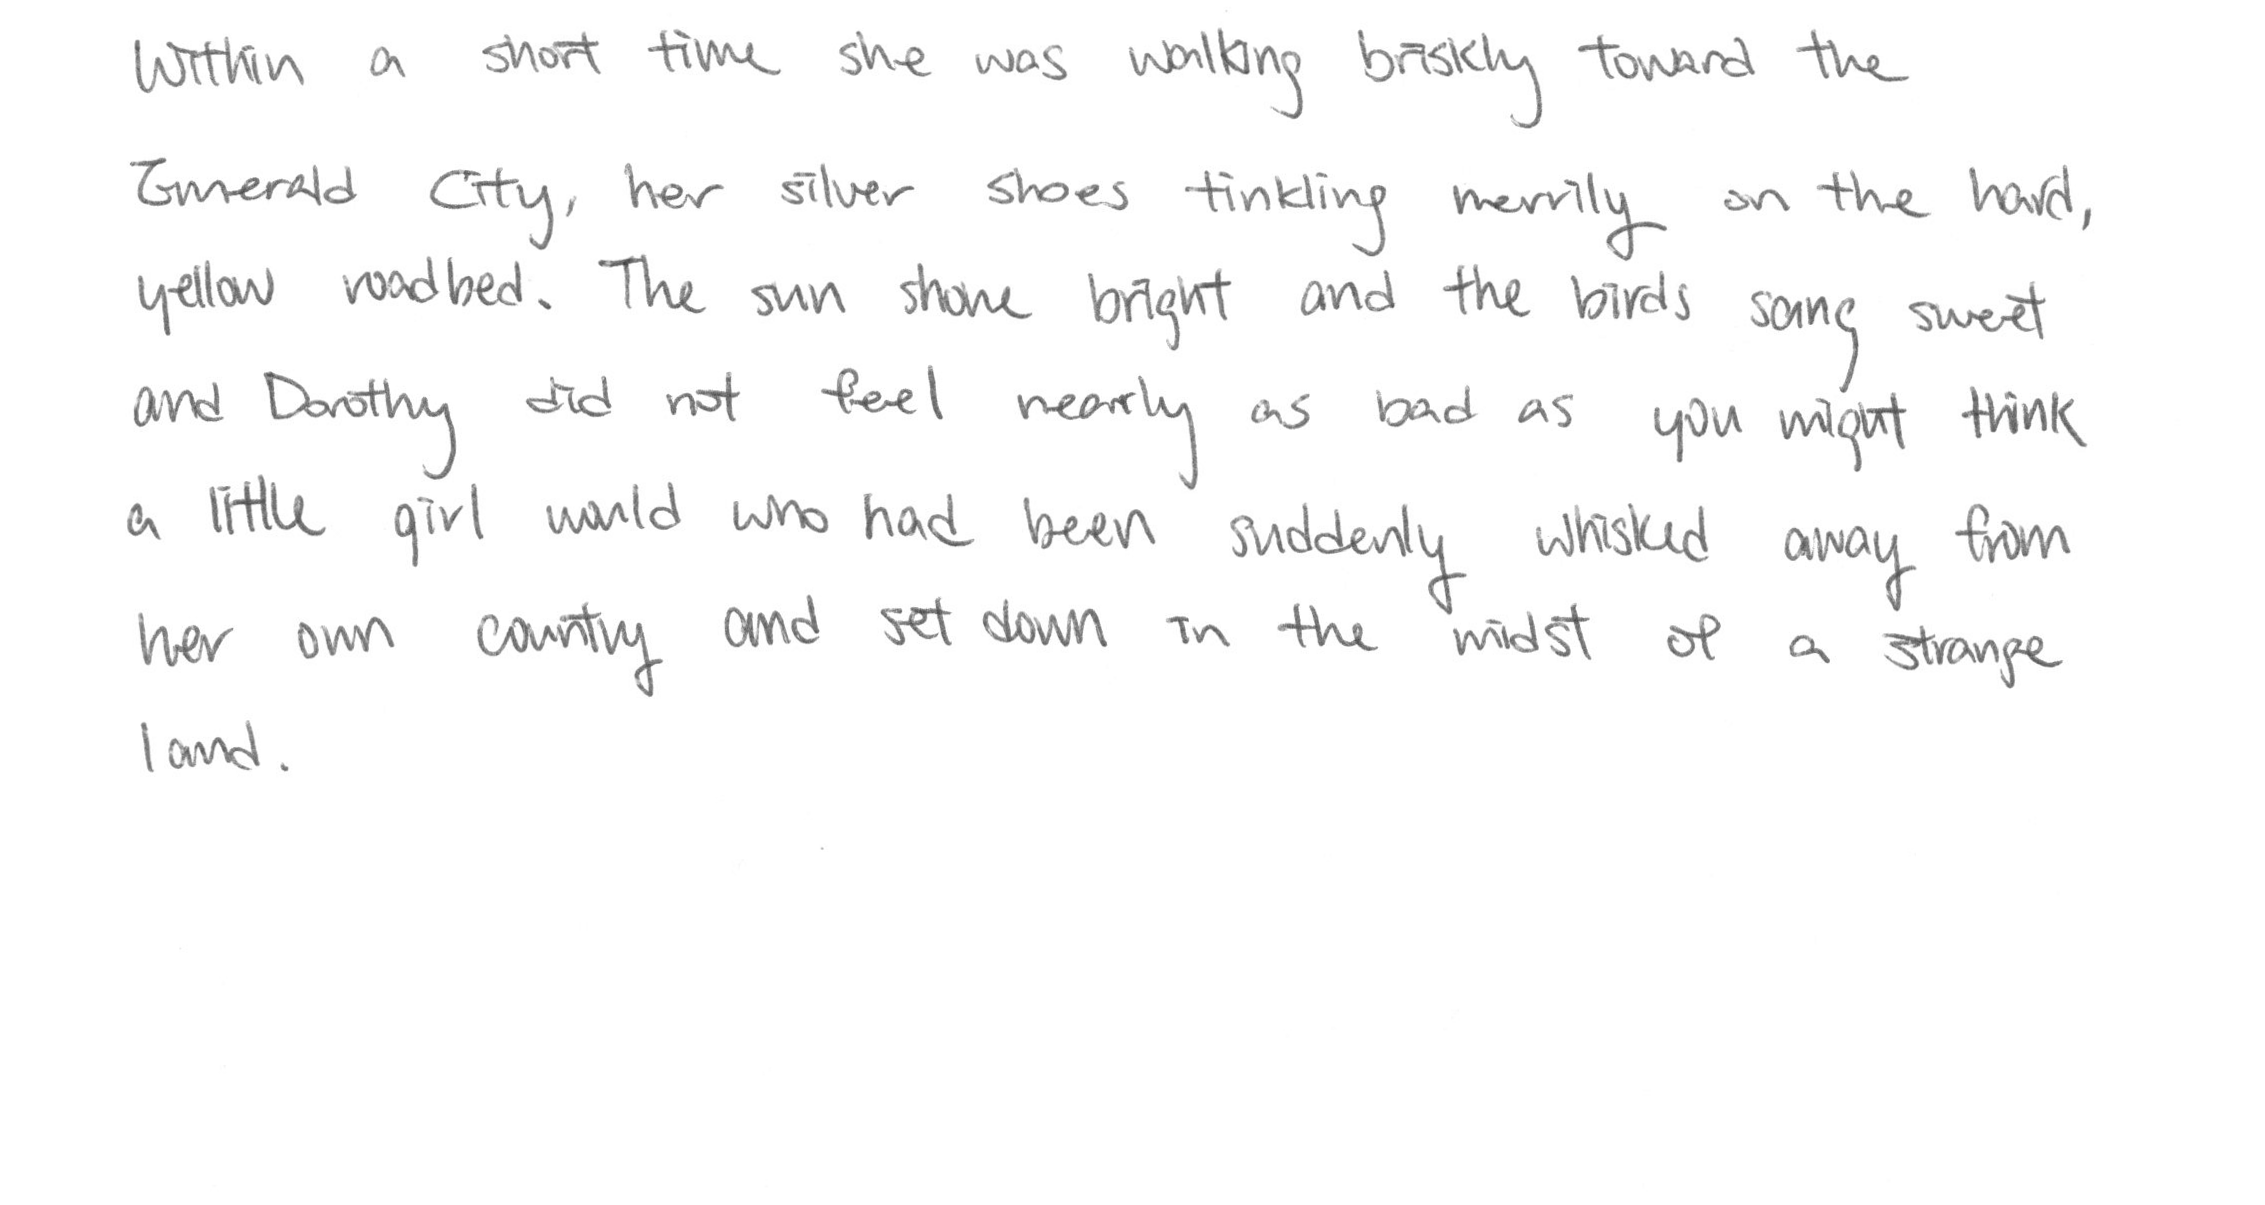 Within a short time she was walking briskly toward the
Emerald City, her silver shoes tinkling merrily on the hard,
yellow roadbed. The sun shone bright and the birds sang sweet
and Dorothy did not feel nearly as bad as you might think
a little girl would who had been suddenly whisked away from
her own country and set down in the midst of a strange
land.